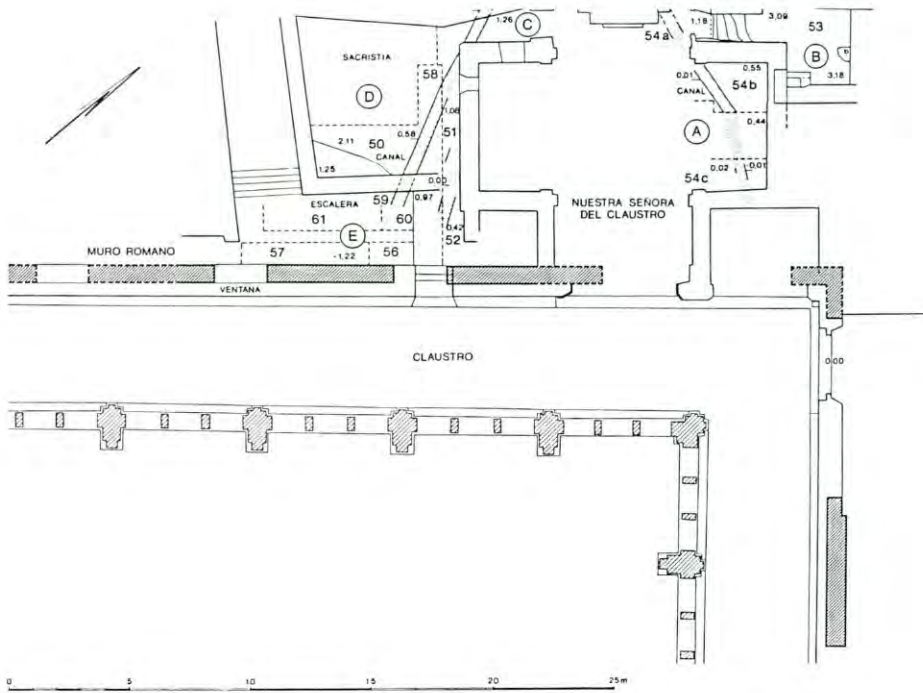 1,26
C
54a
1,18
3,09
53
B
b
3,18
SACRISTIA
58
D
0,55
0,01
54b
CANAL
0,44
A
1,08
51
0,58
50
2,11
CANAL
1,25
0,00
0,02
0,01
54c
ESCALERA
59
0,97
61
60
0,42
52
E
NUESTRA SEÑORA
DEL CLAUSTRO
MURO ROMANO
57
-1,22
56
VENTANA
CLAUSTRO
0,00
0
5
10
15
20
25m